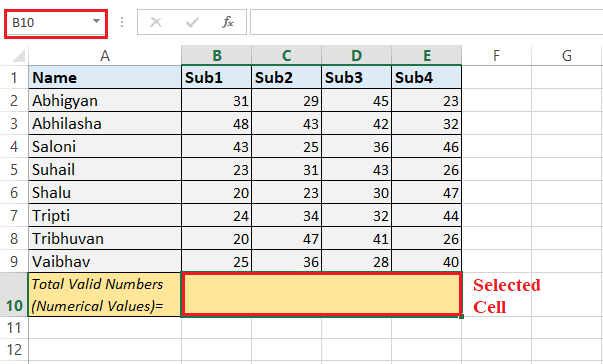 B10
fx
A B C D E F G
1 Name Sub1 Sub2 Sub3 Sub4
2 Abhigyan 31 29 45 23
3 Abhilasha 48 43 42 32
4 Saloni 43 25 36 46
5 Suhail 23 31 43 26
6 Shalu 20 23 30 47
7 Tripti 24 34 32 44
8 Tribhuvan 20 47 41 26
9 Vaibhav 25 36 28 40
Total Valid Numbers
10 (Numerical Values)=
Selected
Cell
11
12